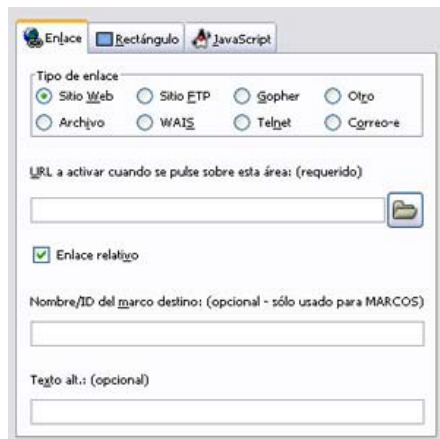 Enlace Rectángulo JavaScript
Tipo de enlace
Sitio Web Sitio FTP Gopher Otro
Archivo WAIS Telnet Correo-e
URL a activar cuando se pulse sobre esta área: (requerido)
Enlace relativo
Nombre/ID del marco destino: (opcional - sólo usado para MARCOS)
Texto alt.: (opcional)